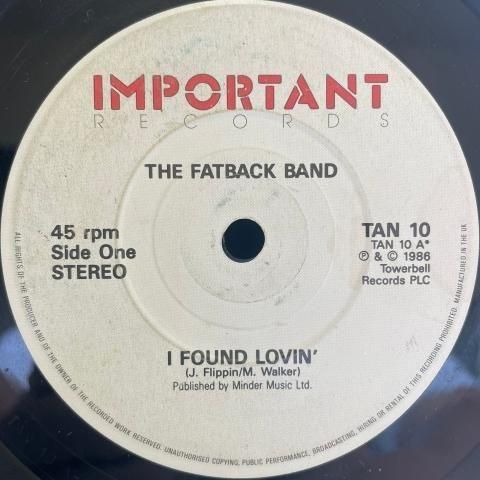 IMPORTANT
RECORDS
THE FATBACK BAND
45 rpm
Side One
STEREO
TAN 10
TAN 10 A*
℗ & © 1986
Towerbell
Records PLC
I FOUND LOVIN'
(J. Flippin/M. Walker)
Published by Minder Music Ltd.
ALL RIGHTS OF THE PRODUCER AND OF THE OWNER OF THE RECORDED WORK RESERVED. UNAUTHORISED COPYING, PUBLIC PERFORMANCE, BROADCASTING, HIRING OR RENTAL OF THIS RECORDING PROHIBITED. MANUFACTURED IN THE UK